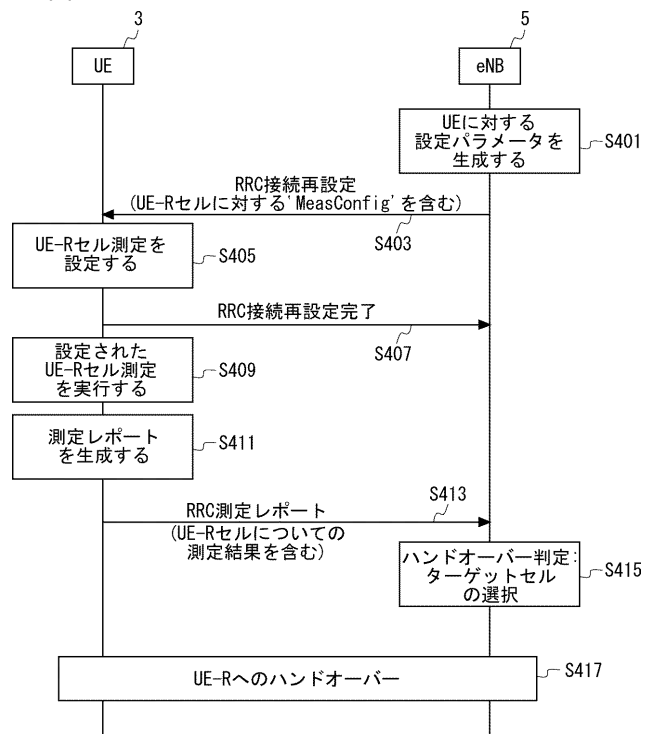 3
5
UE
eNB
UEに対する
設定パラメータを
生成する
S401
RRC接続再設定
(UE-Rセルに対する'MeasConfig'を含む)
S403
UE-Rセル測定を
設定する
S405
RRC接続再設定完了
S407
設定された
UE-Rセル測定
を実行する
S409
測定レポート
を生成する
S411
S413
RRC測定レポート
(UE-Rセルについての
測定結果を含む)
ハンドオーバー判定:
ターゲットセル
の選択
S415
UE-Rへのハンドオーバー
S417